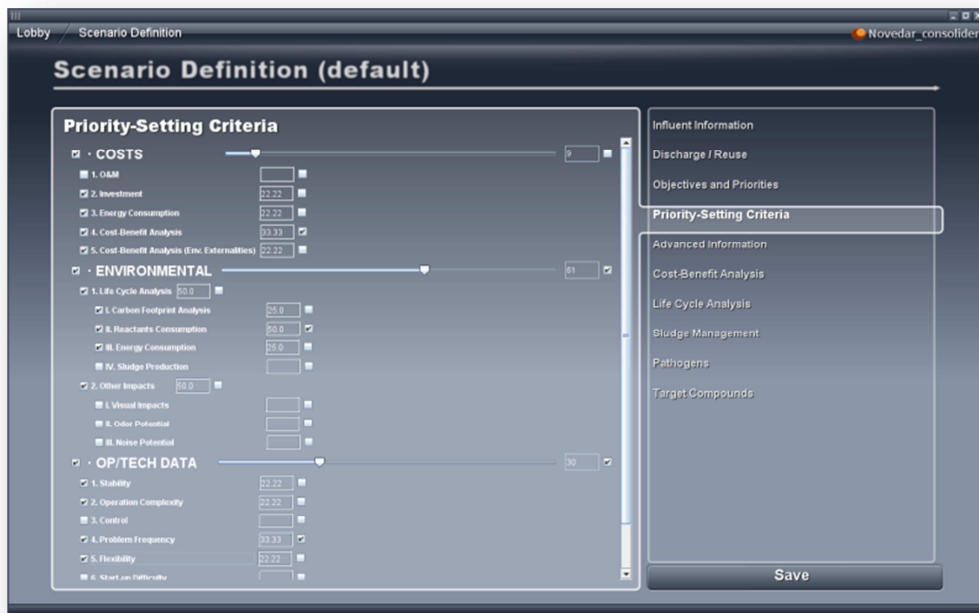 Lobby Scenario Definition Novedar_consolider
Scenario Definition (default)
Priority-Setting Criteria
· COSTS 9
1. O&M
2. Investment 22.22
3. Energy Consumption 22.22
4. Cost-Benefit Analysis 33.33
5. Cost-Benefit Analysis (Env. Externalities) 22.22
· ENVIRONMENTAL 61
1. Life Cycle Analysis 50.0
I. Carbon Footprint Analysis 25.0
II. Reactants Consumption 50.0
III. Energy Consumption 25.0
IV. Sludge Production
2. Other Impacts 50.0
I. Visual Impacts
II. Odor Potential
III. Noise Potential
· OP/TECH DATA 30
1. Stability 22.22
2. Operation Complexity 22.22
3. Control
4. Problem Frequency 33.33
5. Flexibility 22.22
6. Start-up Difficulty
Influent Information
Discharge / Reuse
Objectives and Priorities
Priority-Setting Criteria
Advanced Information
Cost-Benefit Analysis
Life Cycle Analysis
Sludge Management
Pathogens
Target Compounds
Save